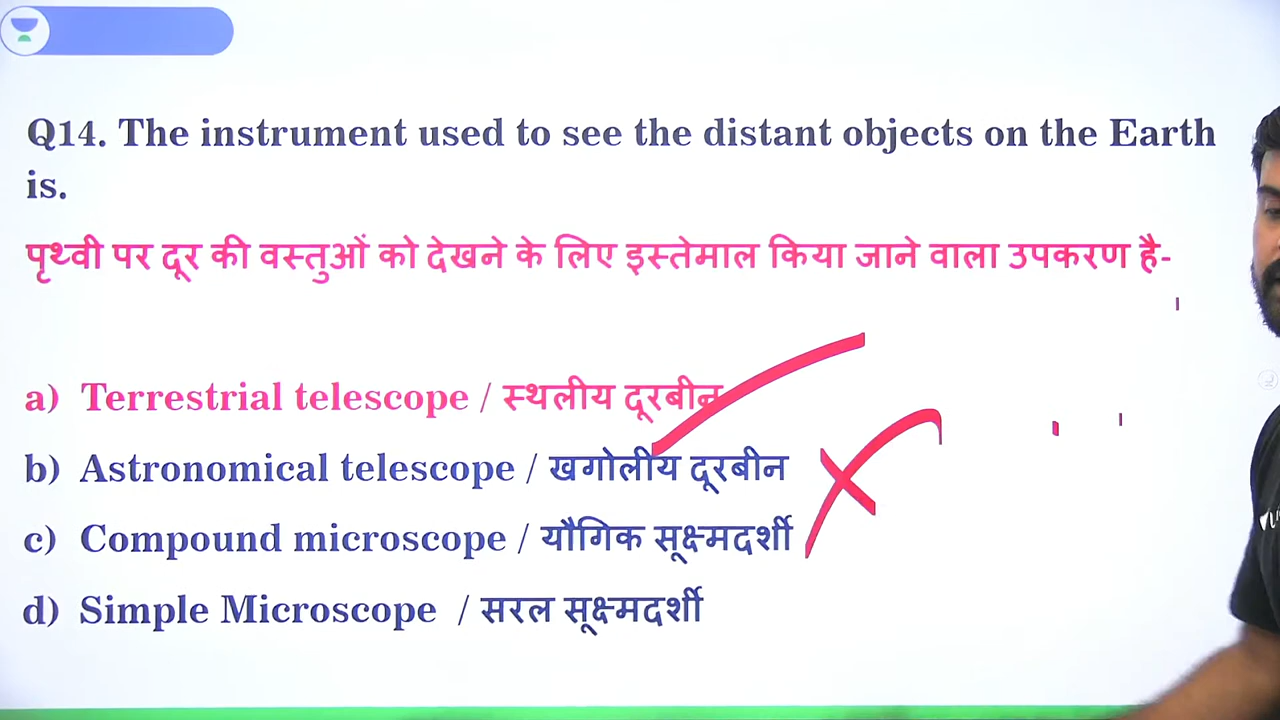 Q14. The instrument used to see the distant objects on the Earth
is.
पृथ्वी पर दूर की वस्तुओं को देखने के लिए इस्तेमाल किया जाने वाला उपकरण है-
a) Terrestrial telescope / स्थलीय दूरबीन
b) Astronomical telescope / खगोलीय दूरबीन
c) Compound microscope / यौगिक सूक्ष्मदर्शी
d) Simple Microscope / सरल सूक्ष्मदर्शी